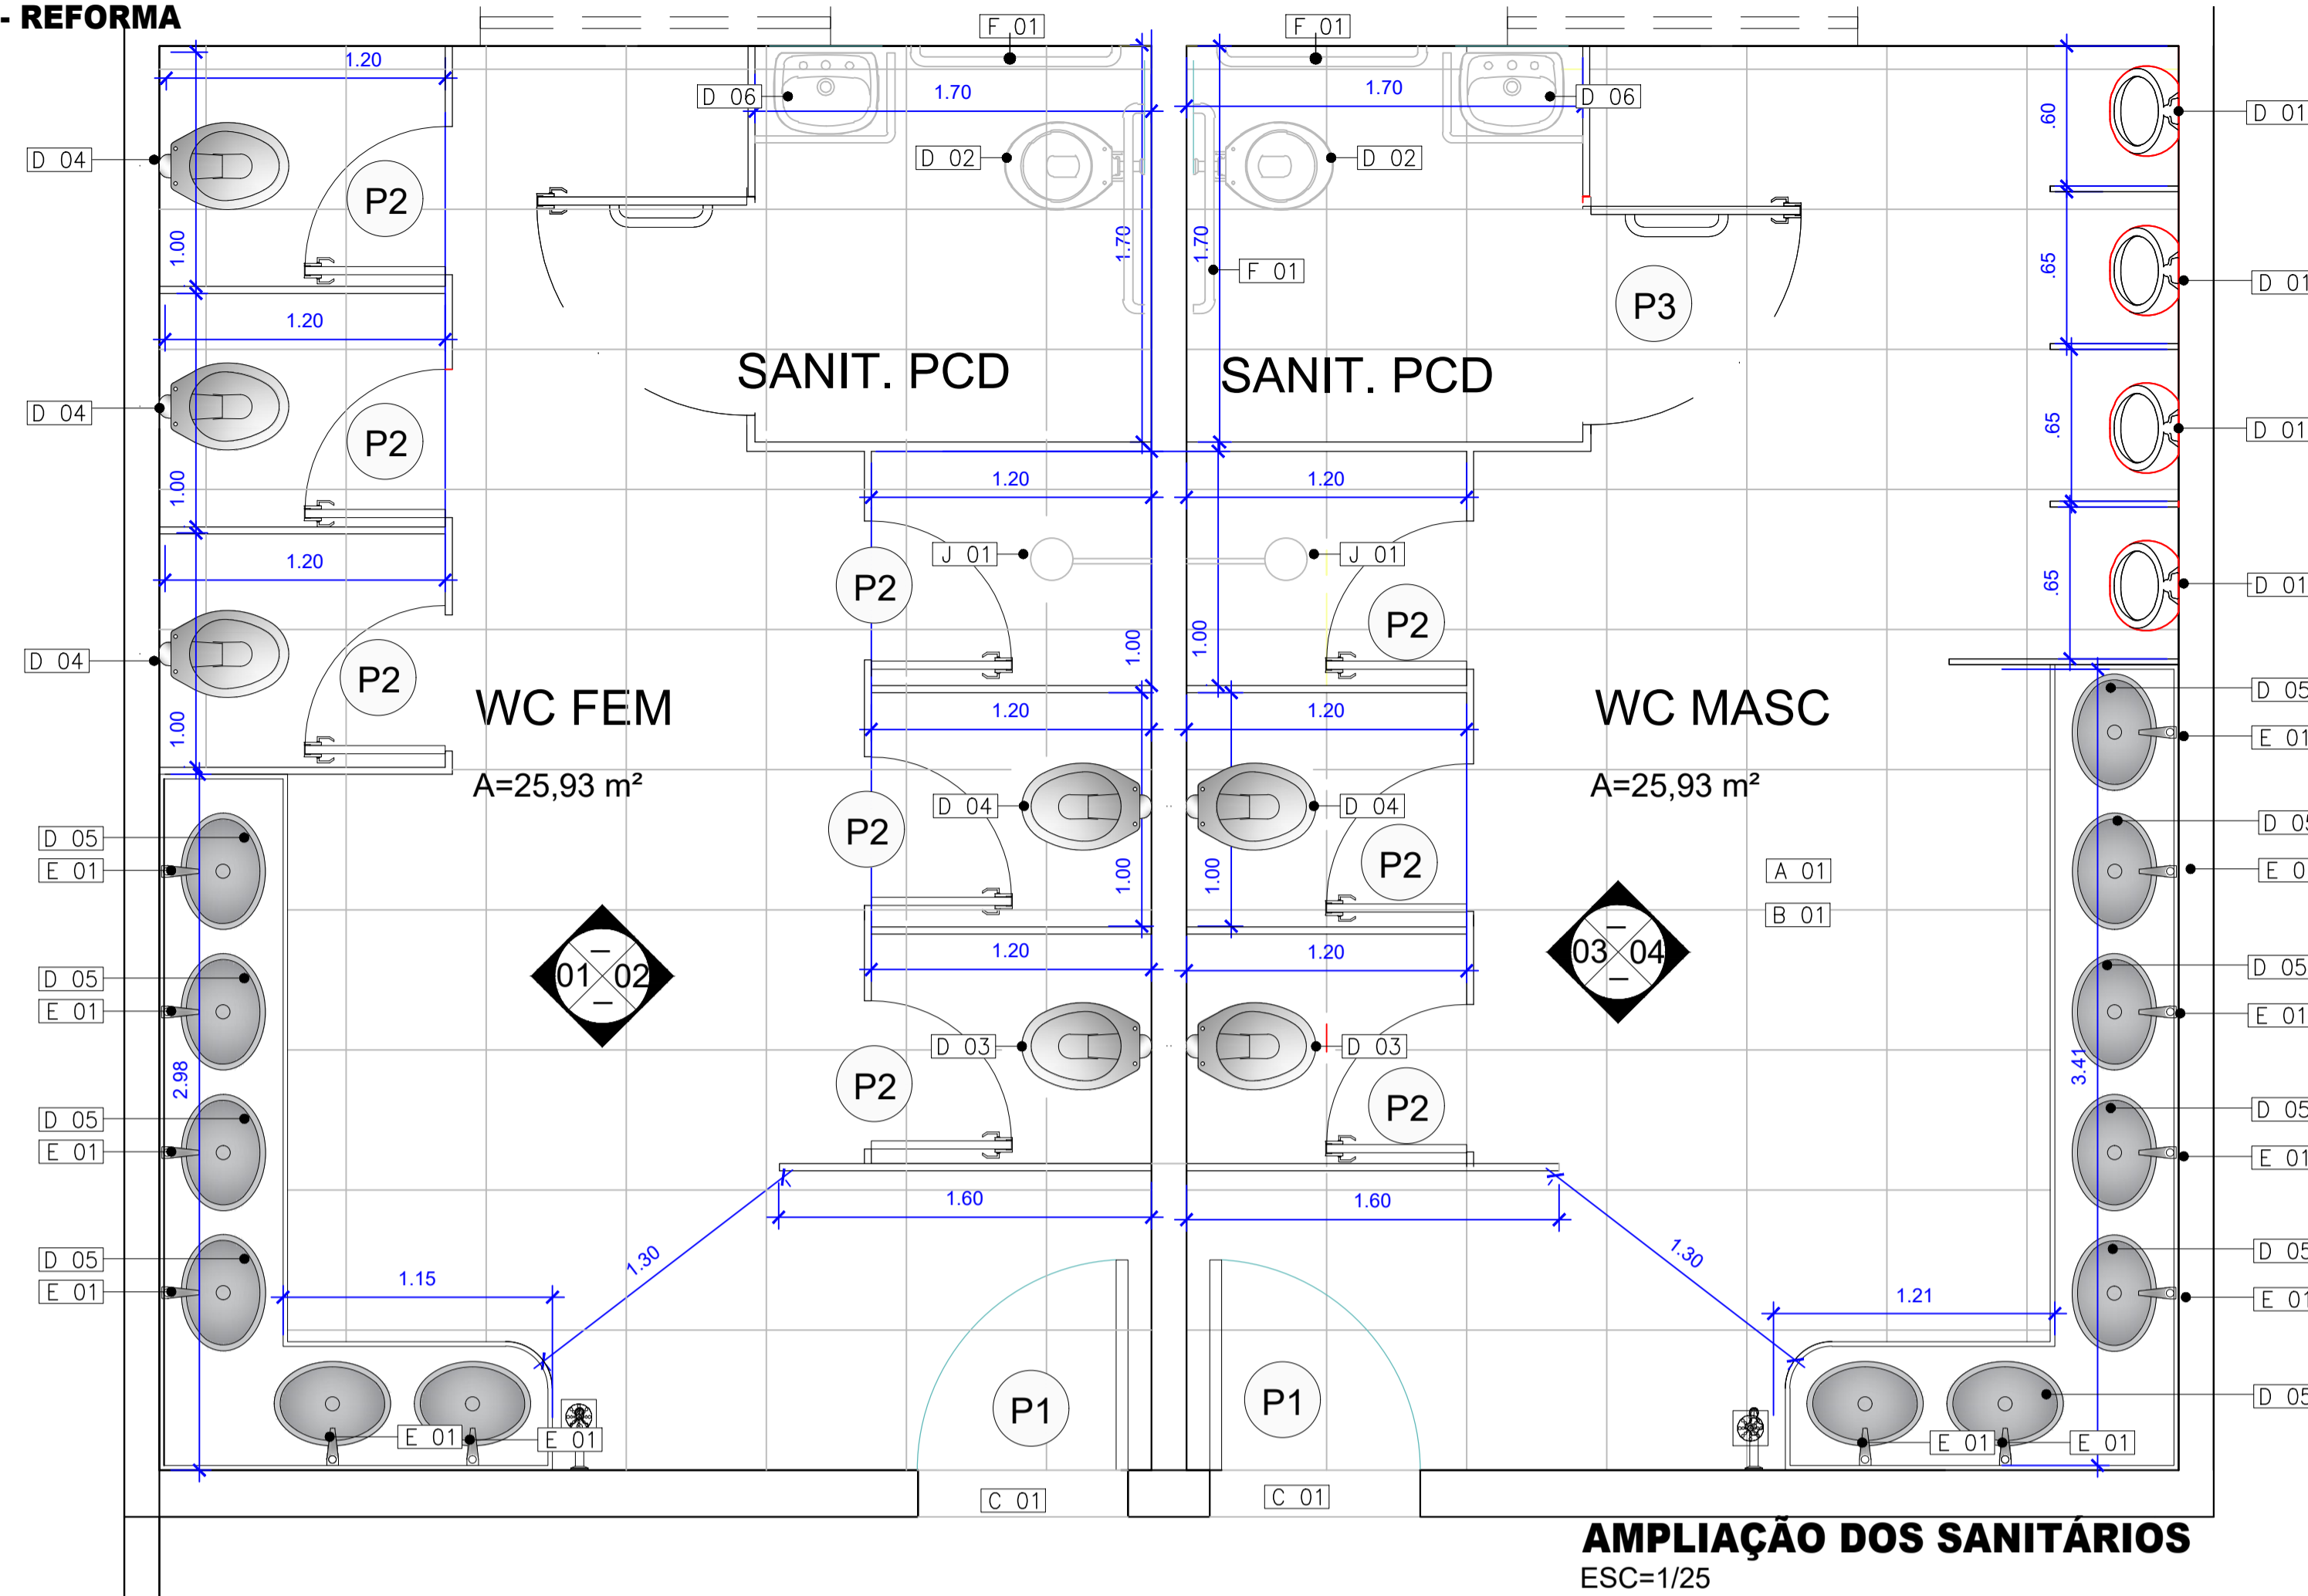 - REFORMA
F 01
F 01
1.20
D 06
1.70
1.70
D 06
.60
D 01
D 04
P2
D 02
D 02
1.00
1.70
1.70
F 01
P3
.65
D 01
1.20
SANIT. PCD
SANIT. PCD
D 04
P2
.65
D 01
1.00
1.20
1.20
1.20
J 01
J 01
P2
P2
.65
D 01
D 04
P2
1.00
1.00
1.00
WC FEM
1.20
1.20
WC MASC
D 05
E 01
A=25,93 m²
A=25,93 m²
D 04
D 04
P2
P2
D 05
D 05
E 01
1.00
1.00
A 01
E 0
B 01
01
02
–
–
1.20
1.20
03
04
–
–
D 05
D 05
E 01
E 01
D 03
D 03
2.98
3.41
P2
P2
D 05
D 05
E 01
E 01
1.60
1.60
1.30
1.30
D 05
D 05
E 01
E 01
1.15
1.21
P1
P1
D 05
E 01
E 01
E 01
E 01
C 01
C 01
AMPLIAÇÃO DOS SANITÁRIOS
ESC=1/25